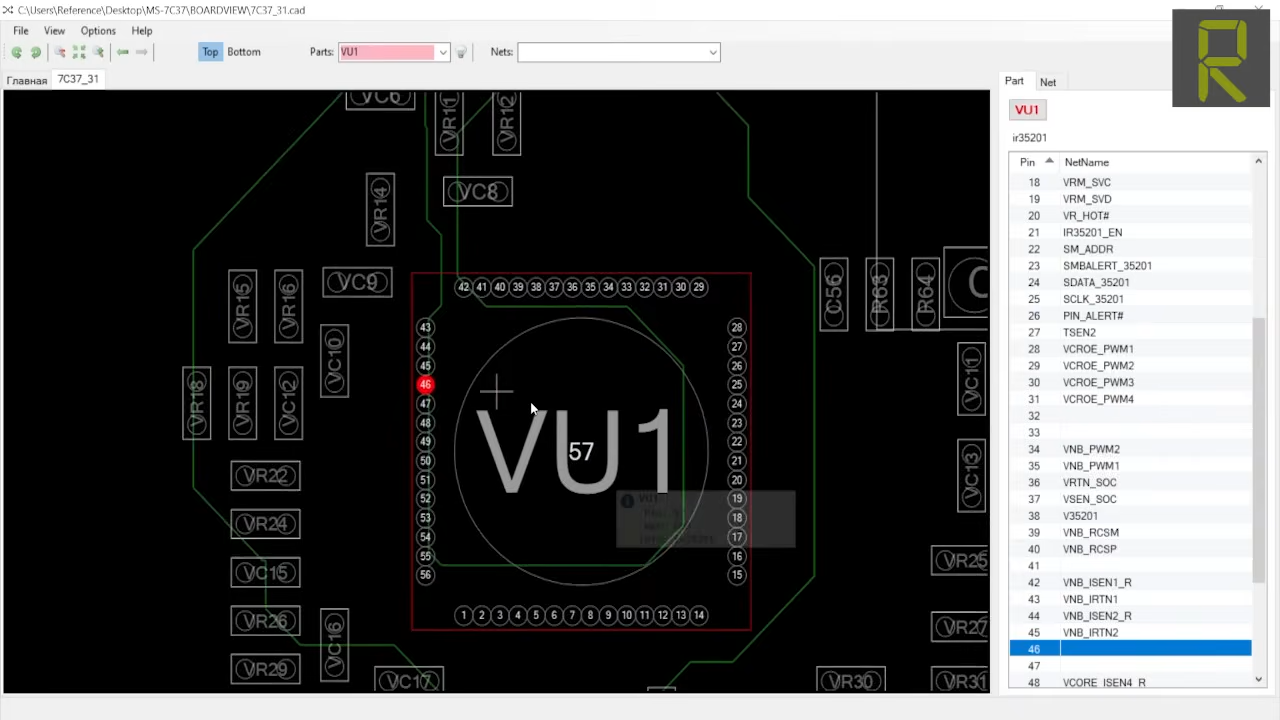 C:\Users\Reference\Desktop\MS-7C37\BOARDVIEW\7C37_31.cad
File View Options Help
Top Bottom Parts: VU1 Nets:
Главная 7C37_31
Part Net
VU1
ir35201
Pin NetName
18 VRM_SVC
19 VRM_SVD
20 VR_HOT#
21 IR35201_EN
22 SM_ADDR
23 SMBALERT_35201
24 SDATA_35201
25 SCLK_35201
26 PIN_ALERT#
27 TSEN2
28 VCROE_PWM1
29 VCROE_PWM2
30 VCROE_PWM3
31 VCROE_PWM4
32
33
34 VNB_PWM2
35 VNB_PWM1
36 VRTN_SOC
37 VSEN_SOC
38 V35201
39 VNB_RCSM
40 VNB_RCSP
41
42 VNB_ISEN1_R
43 VNB_IRTN1
44 VNB_ISEN2_R
45 VNB_IRTN2
46
47
48 VCORE_ISEN4_R
VC6
VR11
VR12
VR14
VC8
VC9
VR15
VR16
VC10
VR18
VR19
VC12
VR22
VR24
VC15
VR26
VC16
VR29
VC17
C56
R63
R64
C
VC11
VC13
VR25
VR27
VR30
VR31
42 41 40 39 38 37 36 35 34 33 32 31 30 29
43
44
45
46
47
48
49
50
51
52
53
54
55
56
28
27
26
25
24
23
22
21
20
19
18
17
16
15
VU1
57
1 2 3 4 5 6 7 8 9 10 11 12 13 14
VU1
R